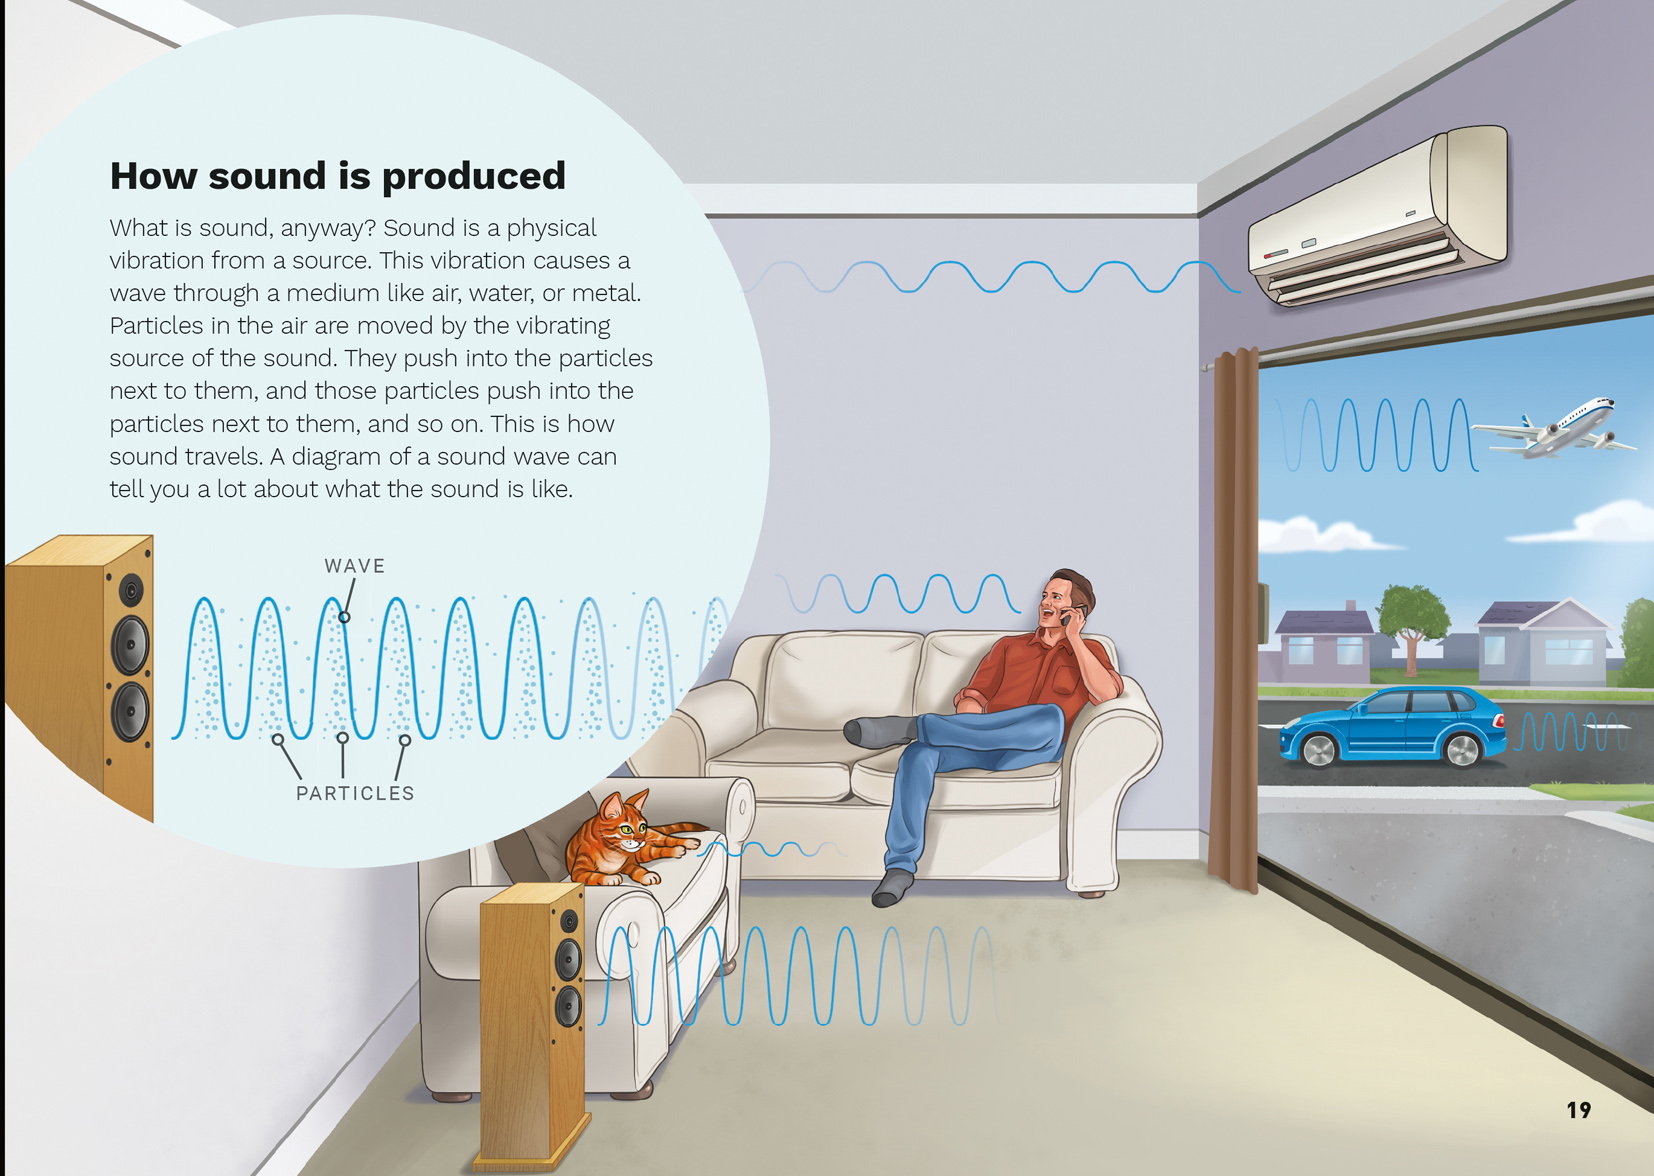 How sound is produced
What is sound, anyway? Sound is a physical
vibration from a source. This vibration causes a
wave through a medium like air, water, or metal.
Particles in the air are moved by the vibrating
source of the sound. They push into the particles
next to them, and those particles push into the
particles next to them, and so on. This is how
sound travels. A diagram of a sound wave can
tell you a lot about what the sound is like.
WAVE
PARTICLES
19